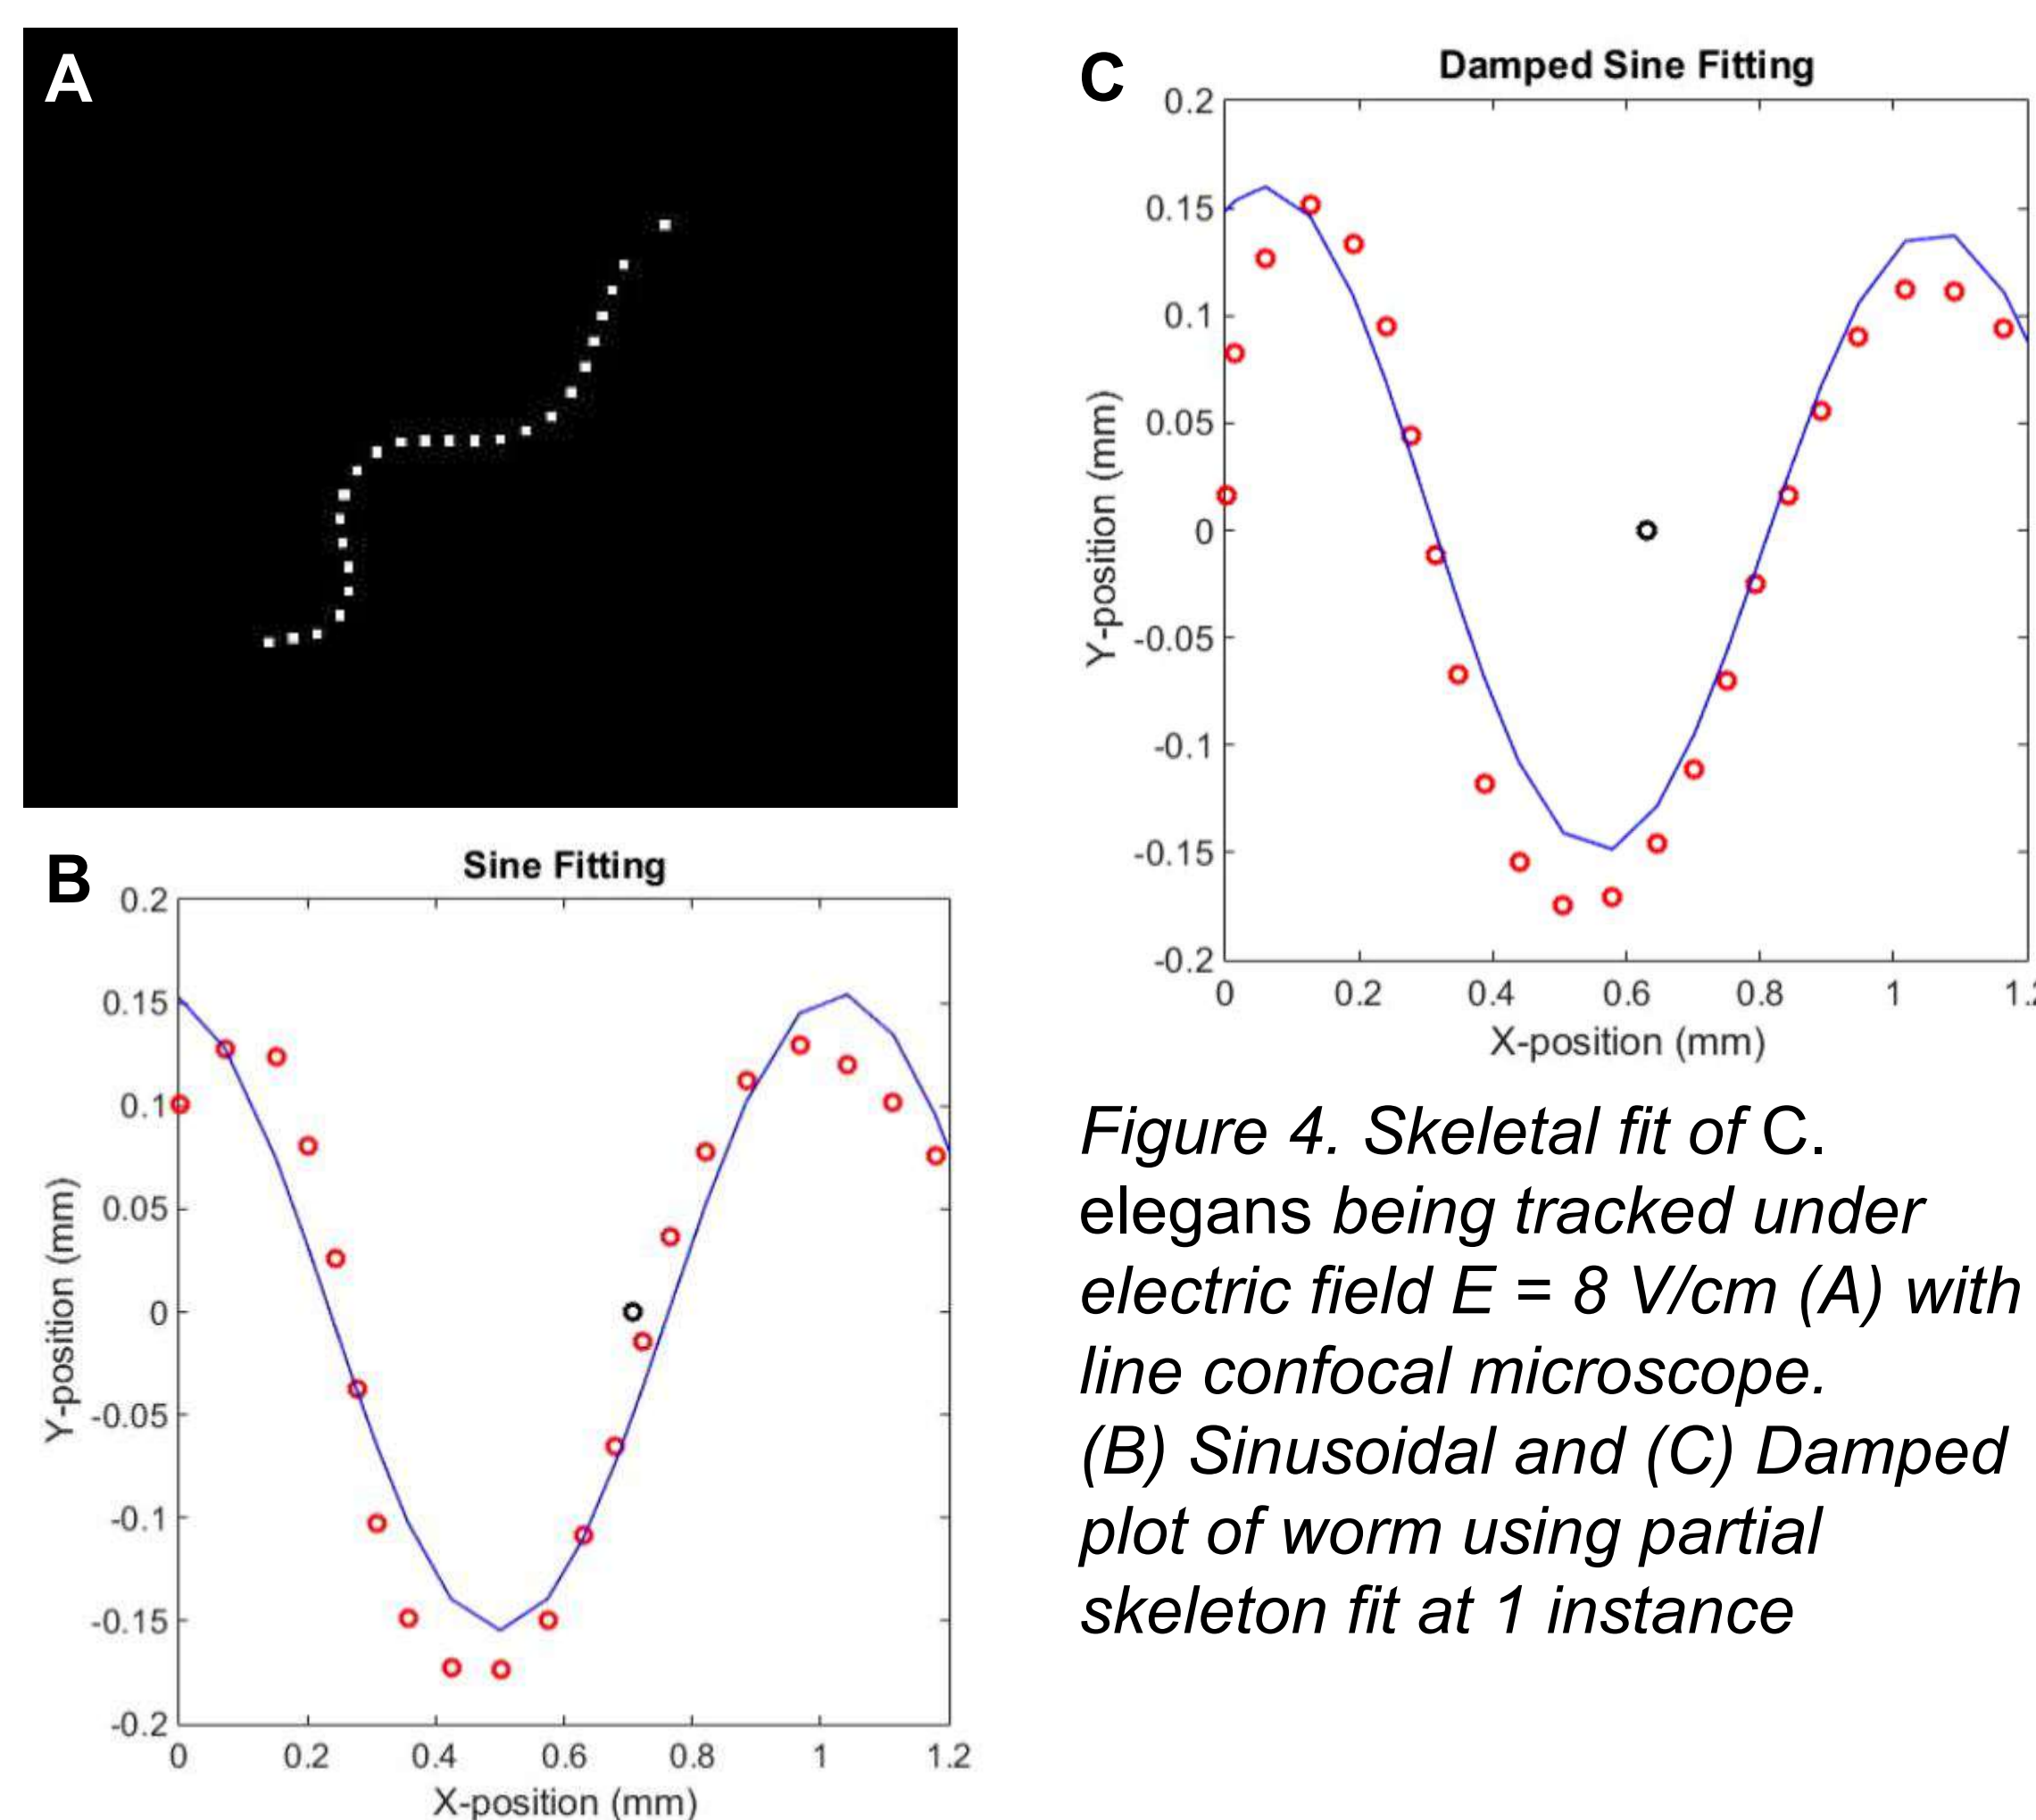 A
B
Sine Fitting
0.2
0.15
0.1
0.05
0
-0.05
-0.1
-0.15
-0.2
0 0.2 0.4 0.6 0.8 1 1.2
Y-position (mm)
X-position (mm)
C
Damped Sine Fitting
0.2
0.15
0.1
0.05
0
-0.05
-0.1
-0.15
-0.2
0 0.2 0.4 0.6 0.8 1 1.2
Y-position (mm)
X-position (mm)
Figure 4. Skeletal fit of C.
elegans being tracked under
electric field E = 8 V/cm (A) with
line confocal microscope.
(B) Sinusoidal and (C) Damped
plot of worm using partial
skeleton fit at 1 instance